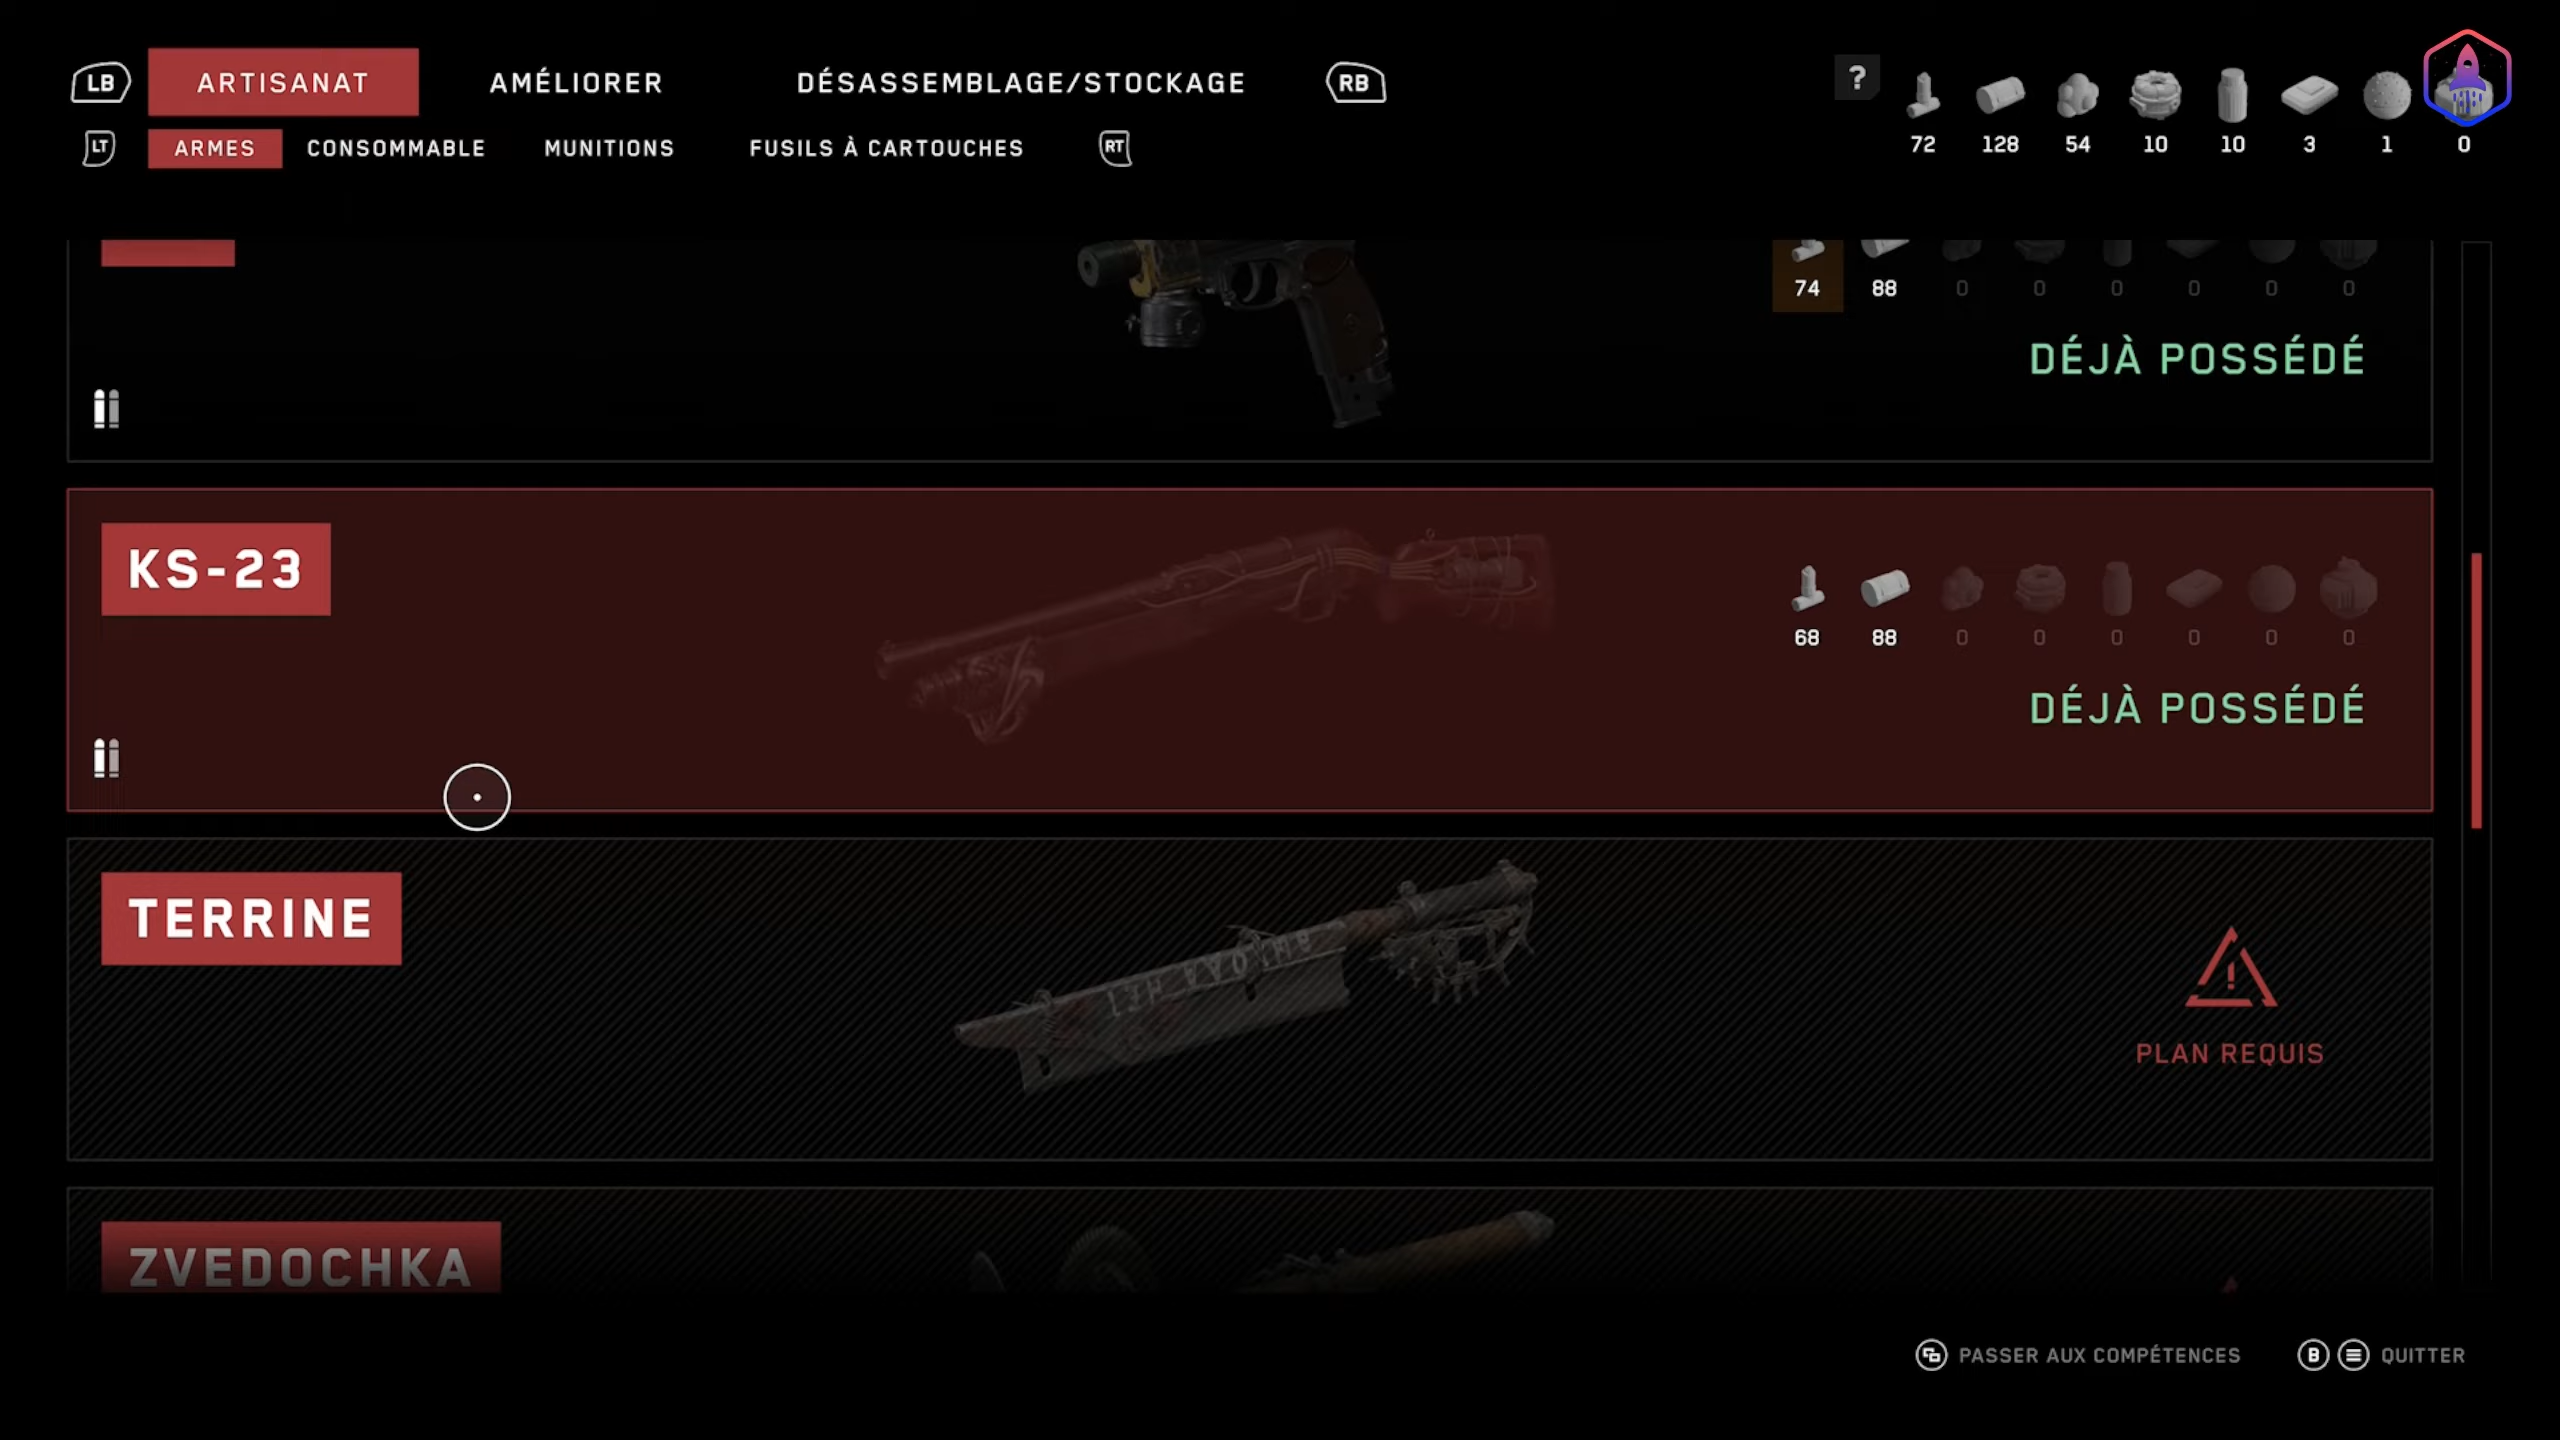 LB ARTISANAT AMÉLIORER DÉSASSEMBLAGE/STOCKAGE RB ?
LT ARMES CONSOMMABLE MUNITIONS FUSILS À CARTOUCHES RT
72 128 54 10 10 3 1 0
74 88 0 0 0 0 0 0
DÉJÀ POSSÉDÉ
KS-23
68 88 0 0 0 0 0 0
DÉJÀ POSSÉDÉ
TERRINE
PLAN REQUIS
ZVEDOCHKA
PASSER AUX COMPÉTENCES B QUITTER